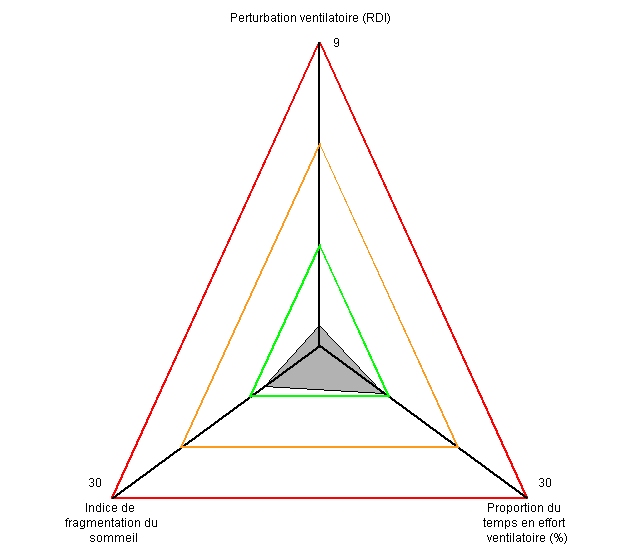 Perturbation ventilatoire (RDI)
9
30
30
Indice de
fragmentation du
sommeil
Proportion du
temps en effort
ventilatoire (%)